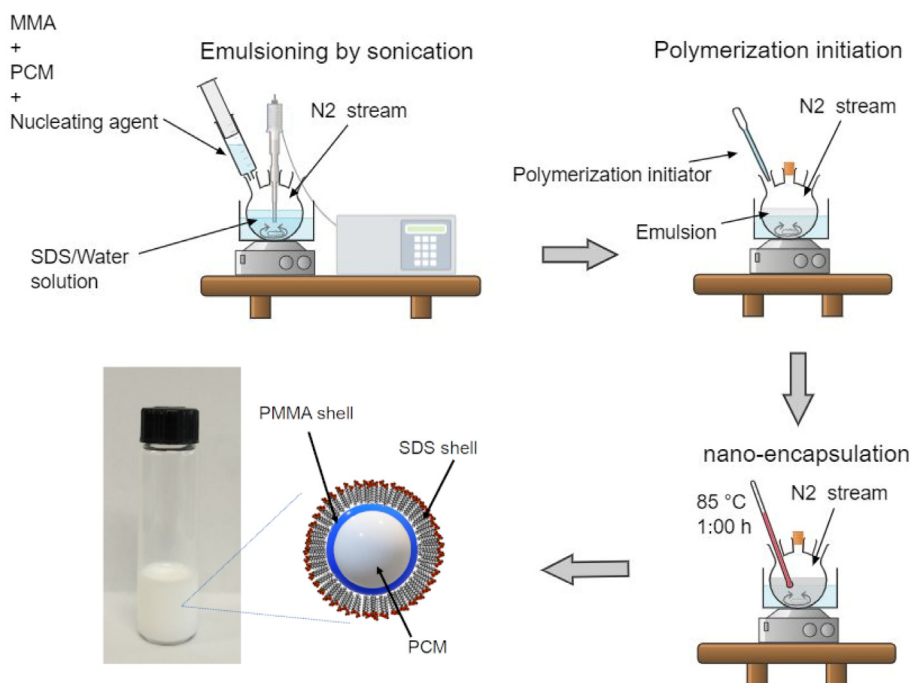 MMA
+
PCM
+
Nucleating agent
Emulsioning by sonication
N2 stream
SDS/Water
solution
Polymerization initiation
N2 stream
Polymerization initiator
Emulsion
nano-encapsulation
85 °C
1:00 h
N2 stream
PMMA shell
SDS shell
PCM